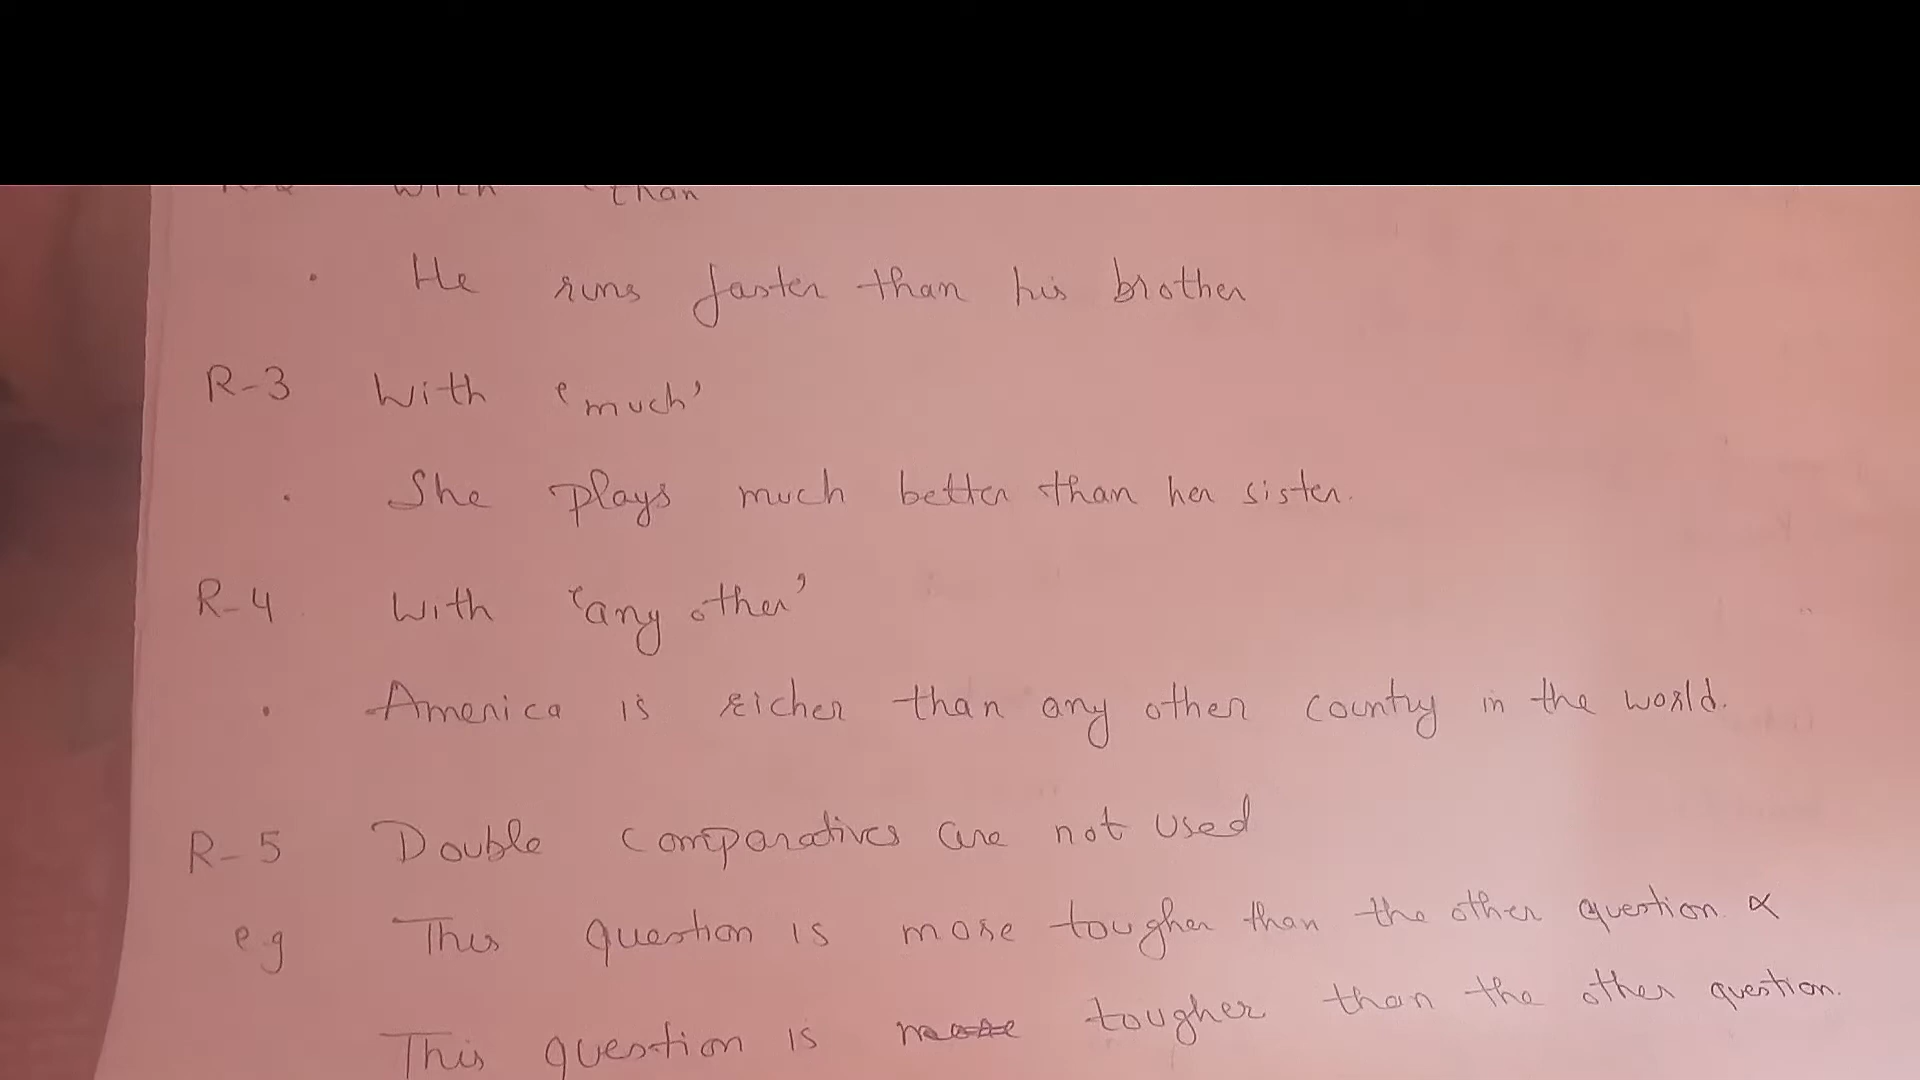 with 'than
. He runs faster than his brother
R-3 With 'much'
. She plays much better than her sister.
R-4 With 'any other'
. America is richer than any other country in the world.
R-5 Double comparatives are not used
e.g This question is more tougher than the other question ×
This question is tougher than the other question.